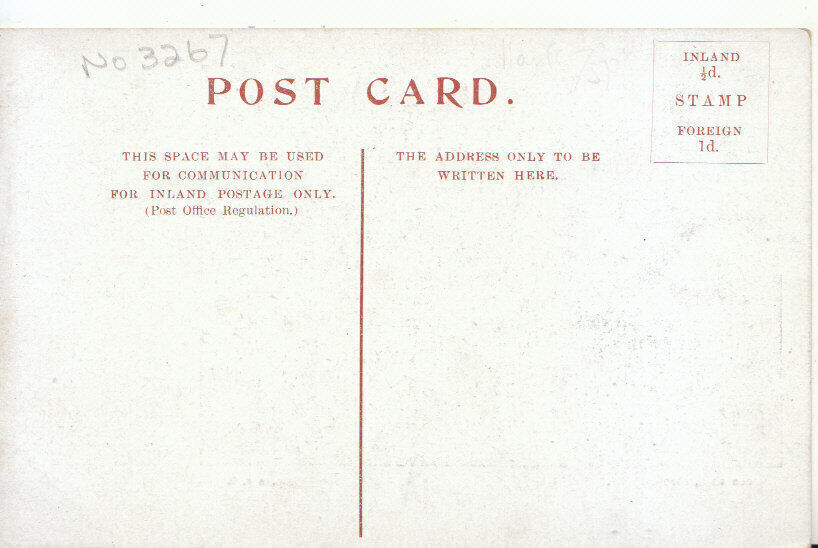 No 3267
POST CARD.
INLAND
½d.
STAMP
FOREIGN
1d.
THIS SPACE MAY BE USED
FOR COMMUNICATION
FOR INLAND POSTAGE ONLY.
(Post Office Regulation.)
THE ADDRESS ONLY TO BE
WRITTEN HERE.